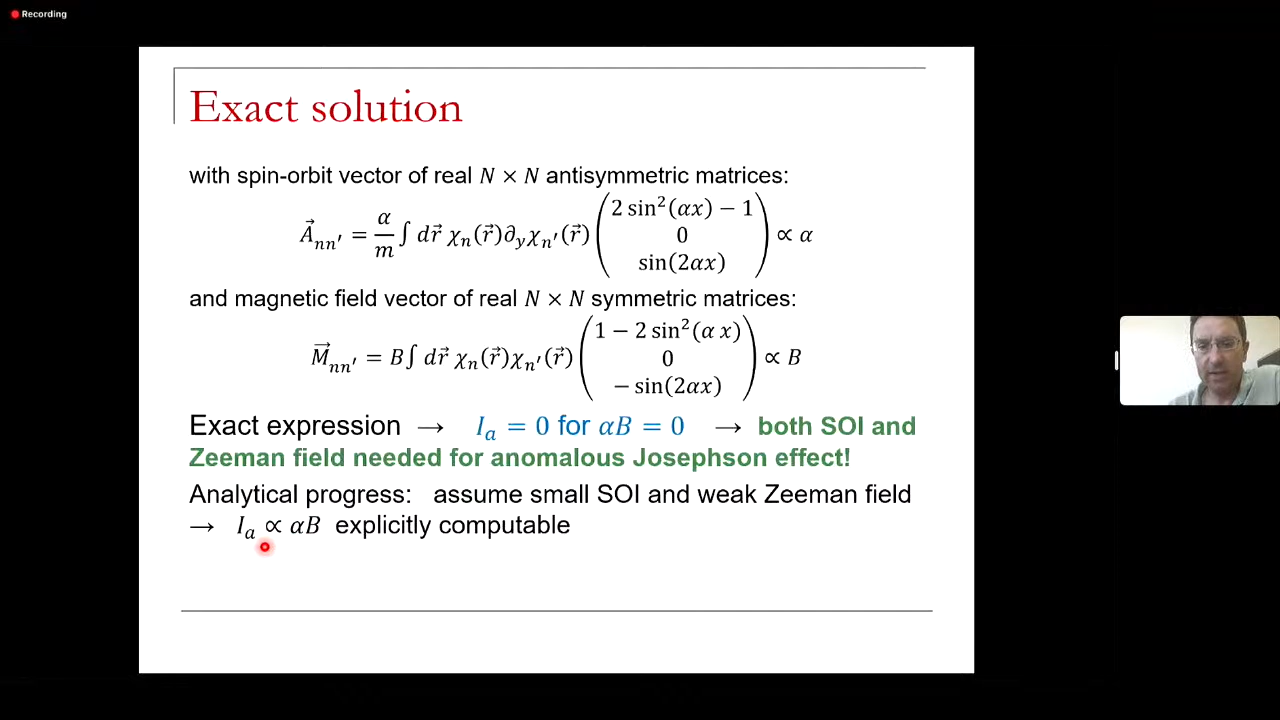 Recording
Exact solution
with spin-orbit vector of real N × N antisymmetric matrices:
A⃗ₙₙ′ = α/m ∫ dr⃗ χₙ(r⃗)∂ᵧχₙ′(r⃗) (2 sin²(αx) − 1, 0, sin(2αx)) ∝ α
and magnetic field vector of real N × N symmetric matrices:
M⃗ₙₙ′ = B∫ dr⃗ χₙ(r⃗)χₙ′(r⃗) (1 − 2 sin²(α x), 0, − sin(2αx)) ∝ B
Exact expression → Iₐ = 0 for αB = 0 → both SOI and
Zeeman field needed for anomalous Josephson effect!
Analytical progress: assume small SOI and weak Zeeman field
→ Iₐ ∝ αB explicitly computable